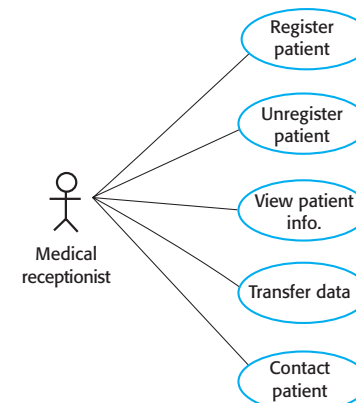 Register
patient
Unregister
patient
View patient
info.
Medical
receptionist
Transfer data
Contact
patient